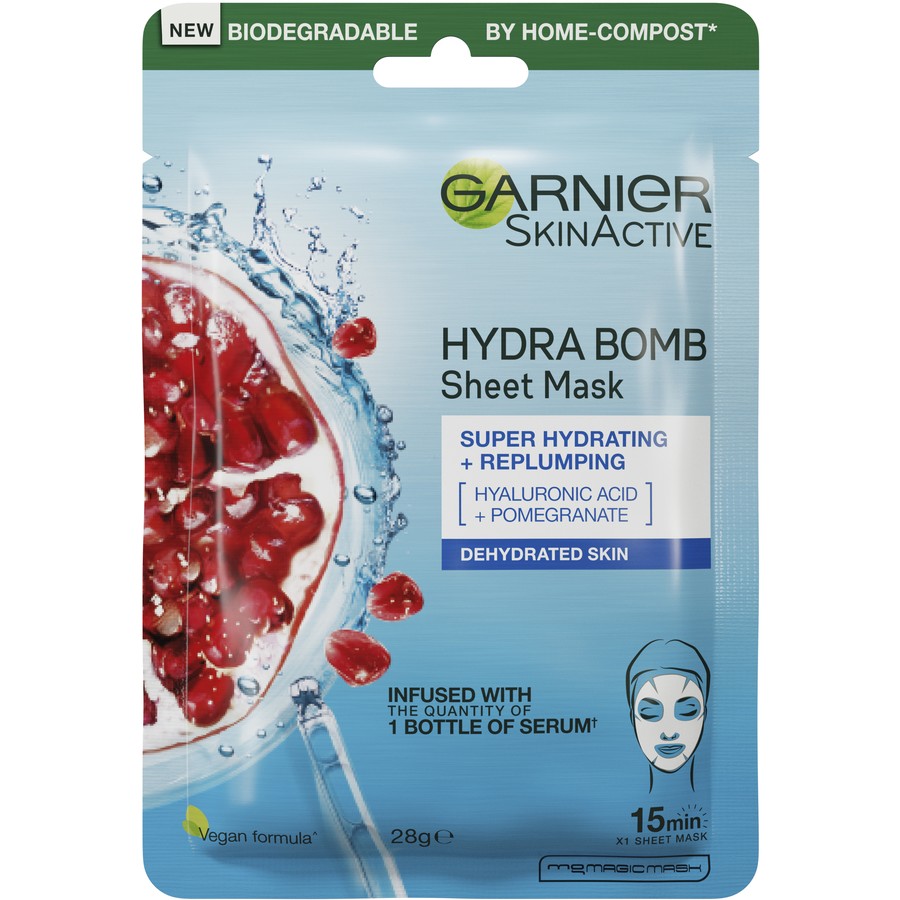 NEW BIODEGRADABLE BY HOME-COMPOST*
GARNIER
SKINACTIVE
HYDRA BOMB
Sheet Mask
SUPER HYDRATING
+ REPLUMPING
[ HYALURONIC ACID
+ POMEGRANATE ]
DEHYDRATED SKIN
INFUSED WITH
THE QUANTITY OF
1 BOTTLE OF SERUM†
Vegan formula^
28g℮
15min
X1 SHEET MASK
MAGICMASK